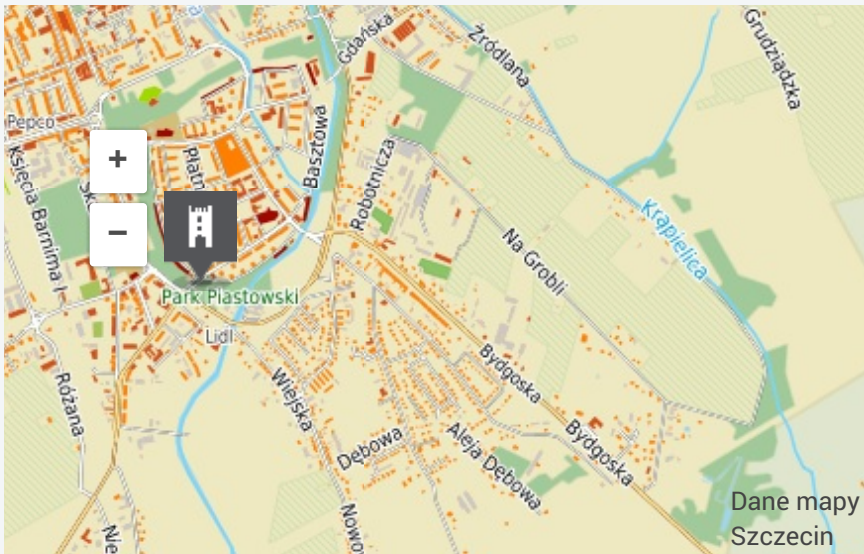 Gdańska
Źródlana
Grudziądzka
Pepco
Basztowa
Robotnicza
Księcia Barnima I
+
−
Krąpielica
Na Grobli
Park Piastowski
Lidl
Różana
Wiejska
Bydgoska
Bydgoska
Dębowa
Aleja Dębowa
Dane mapy
Szczecin